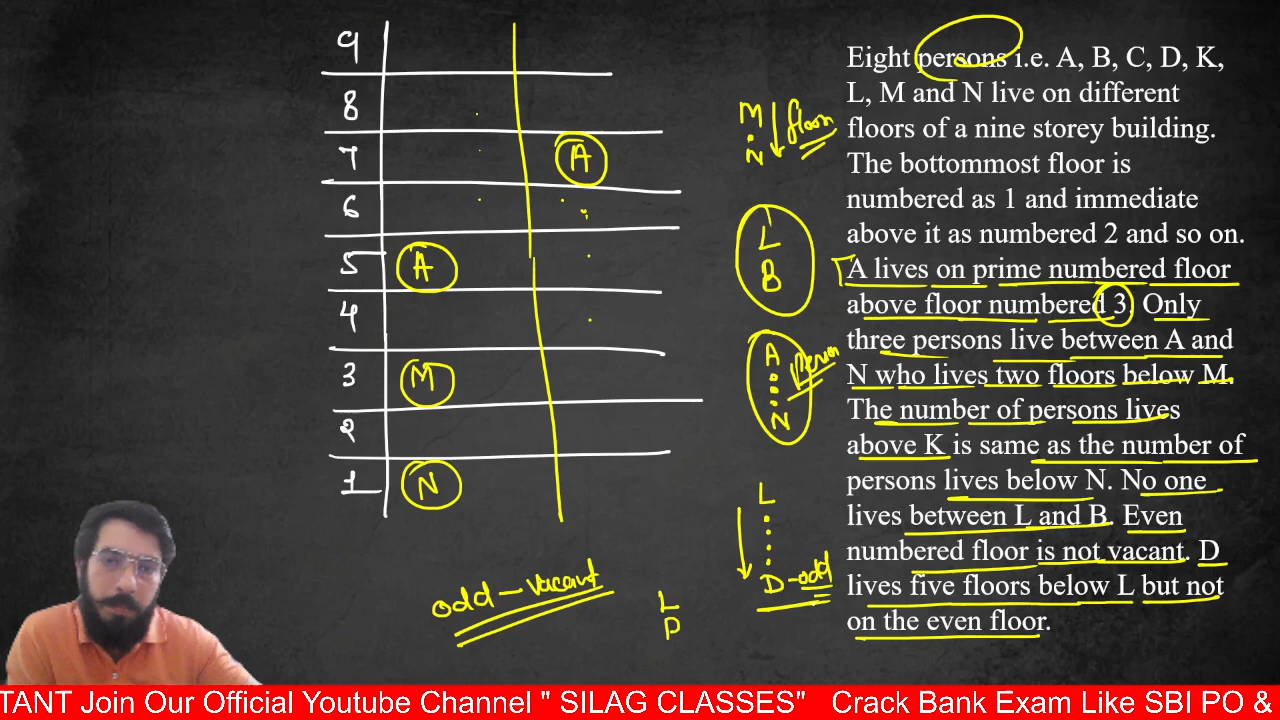 9
8
7 A
6
5 A
4
3 M
2
1 N
odd - vacant
L
D
M
N
floor
L
B
A
N
Person
L
D - odd
Eight persons i.e. A, B, C, D, K,
L, M and N live on different
floors of a nine storey building.
The bottommost floor is
numbered as 1 and immediate
above it as numbered 2 and so on.
A lives on prime numbered floor
above floor numbered 3. Only
three persons live between A and
N who lives two floors below M.
The number of persons lives
above K is same as the number of
persons lives below N. No one
lives between L and B. Even
numbered floor is not vacant. D
lives five floors below L but not
on the even floor.
TANT Join Our Official Youtube Channel " SILAG CLASSES" Crack Bank Exam Like SBI PO &